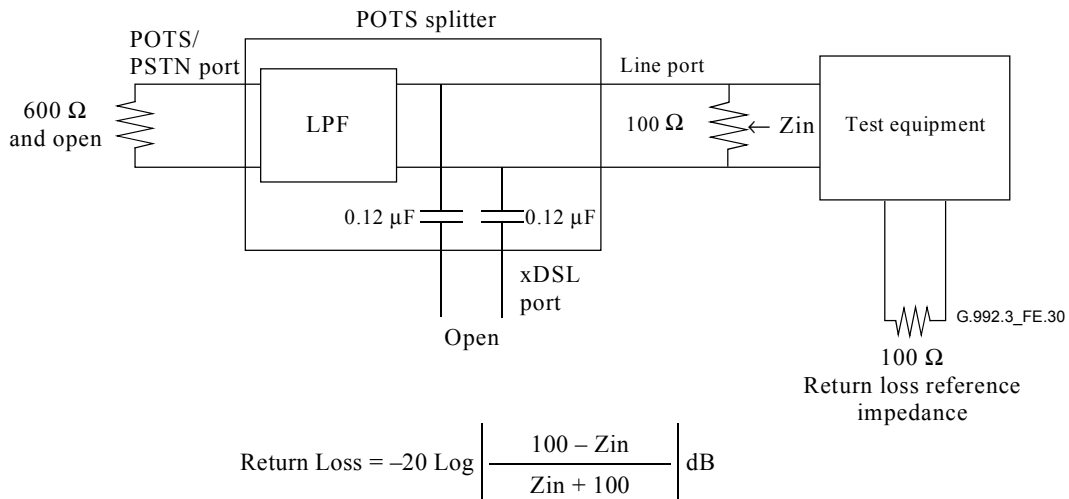 POTS splitter
POTS/
PSTN port
600 Ω
and open
LPF
Line port
100 Ω
Zin
Test equipment
0.12 µF
0.12 µF
xDSL
port
Open
G.992.3_FE.30
100 Ω
Return loss reference
impedance
Return Loss = –20 Log | 100 – Zin / Zin + 100 | dB